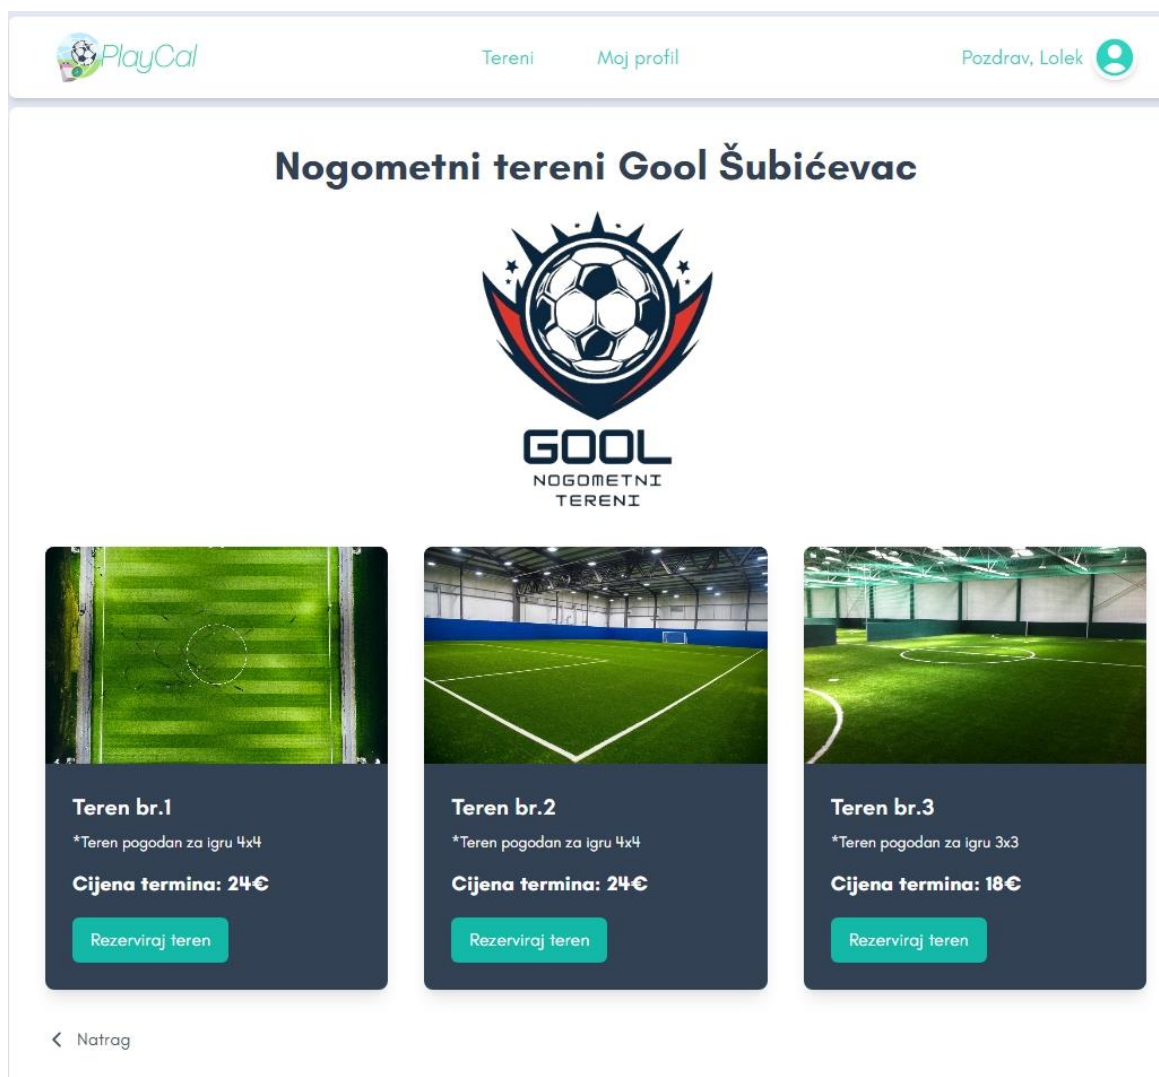 PlayCal
Tereni
Moj profil
Pozdrav, Lolek
Nogometni tereni Gool Šubićevac
GOOL
NOGOMETNI
TERENI
Teren br.1
*Teren pogodan za igru 4x4
Cijena termina: 24€
Rezerviraj teren
Teren br.2
*Teren pogodan za igru 4x4
Cijena termina: 24€
Rezerviraj teren
Teren br.3
*Teren pogodan za igru 3x3
Cijena termina: 18€
Rezerviraj teren
Natrag